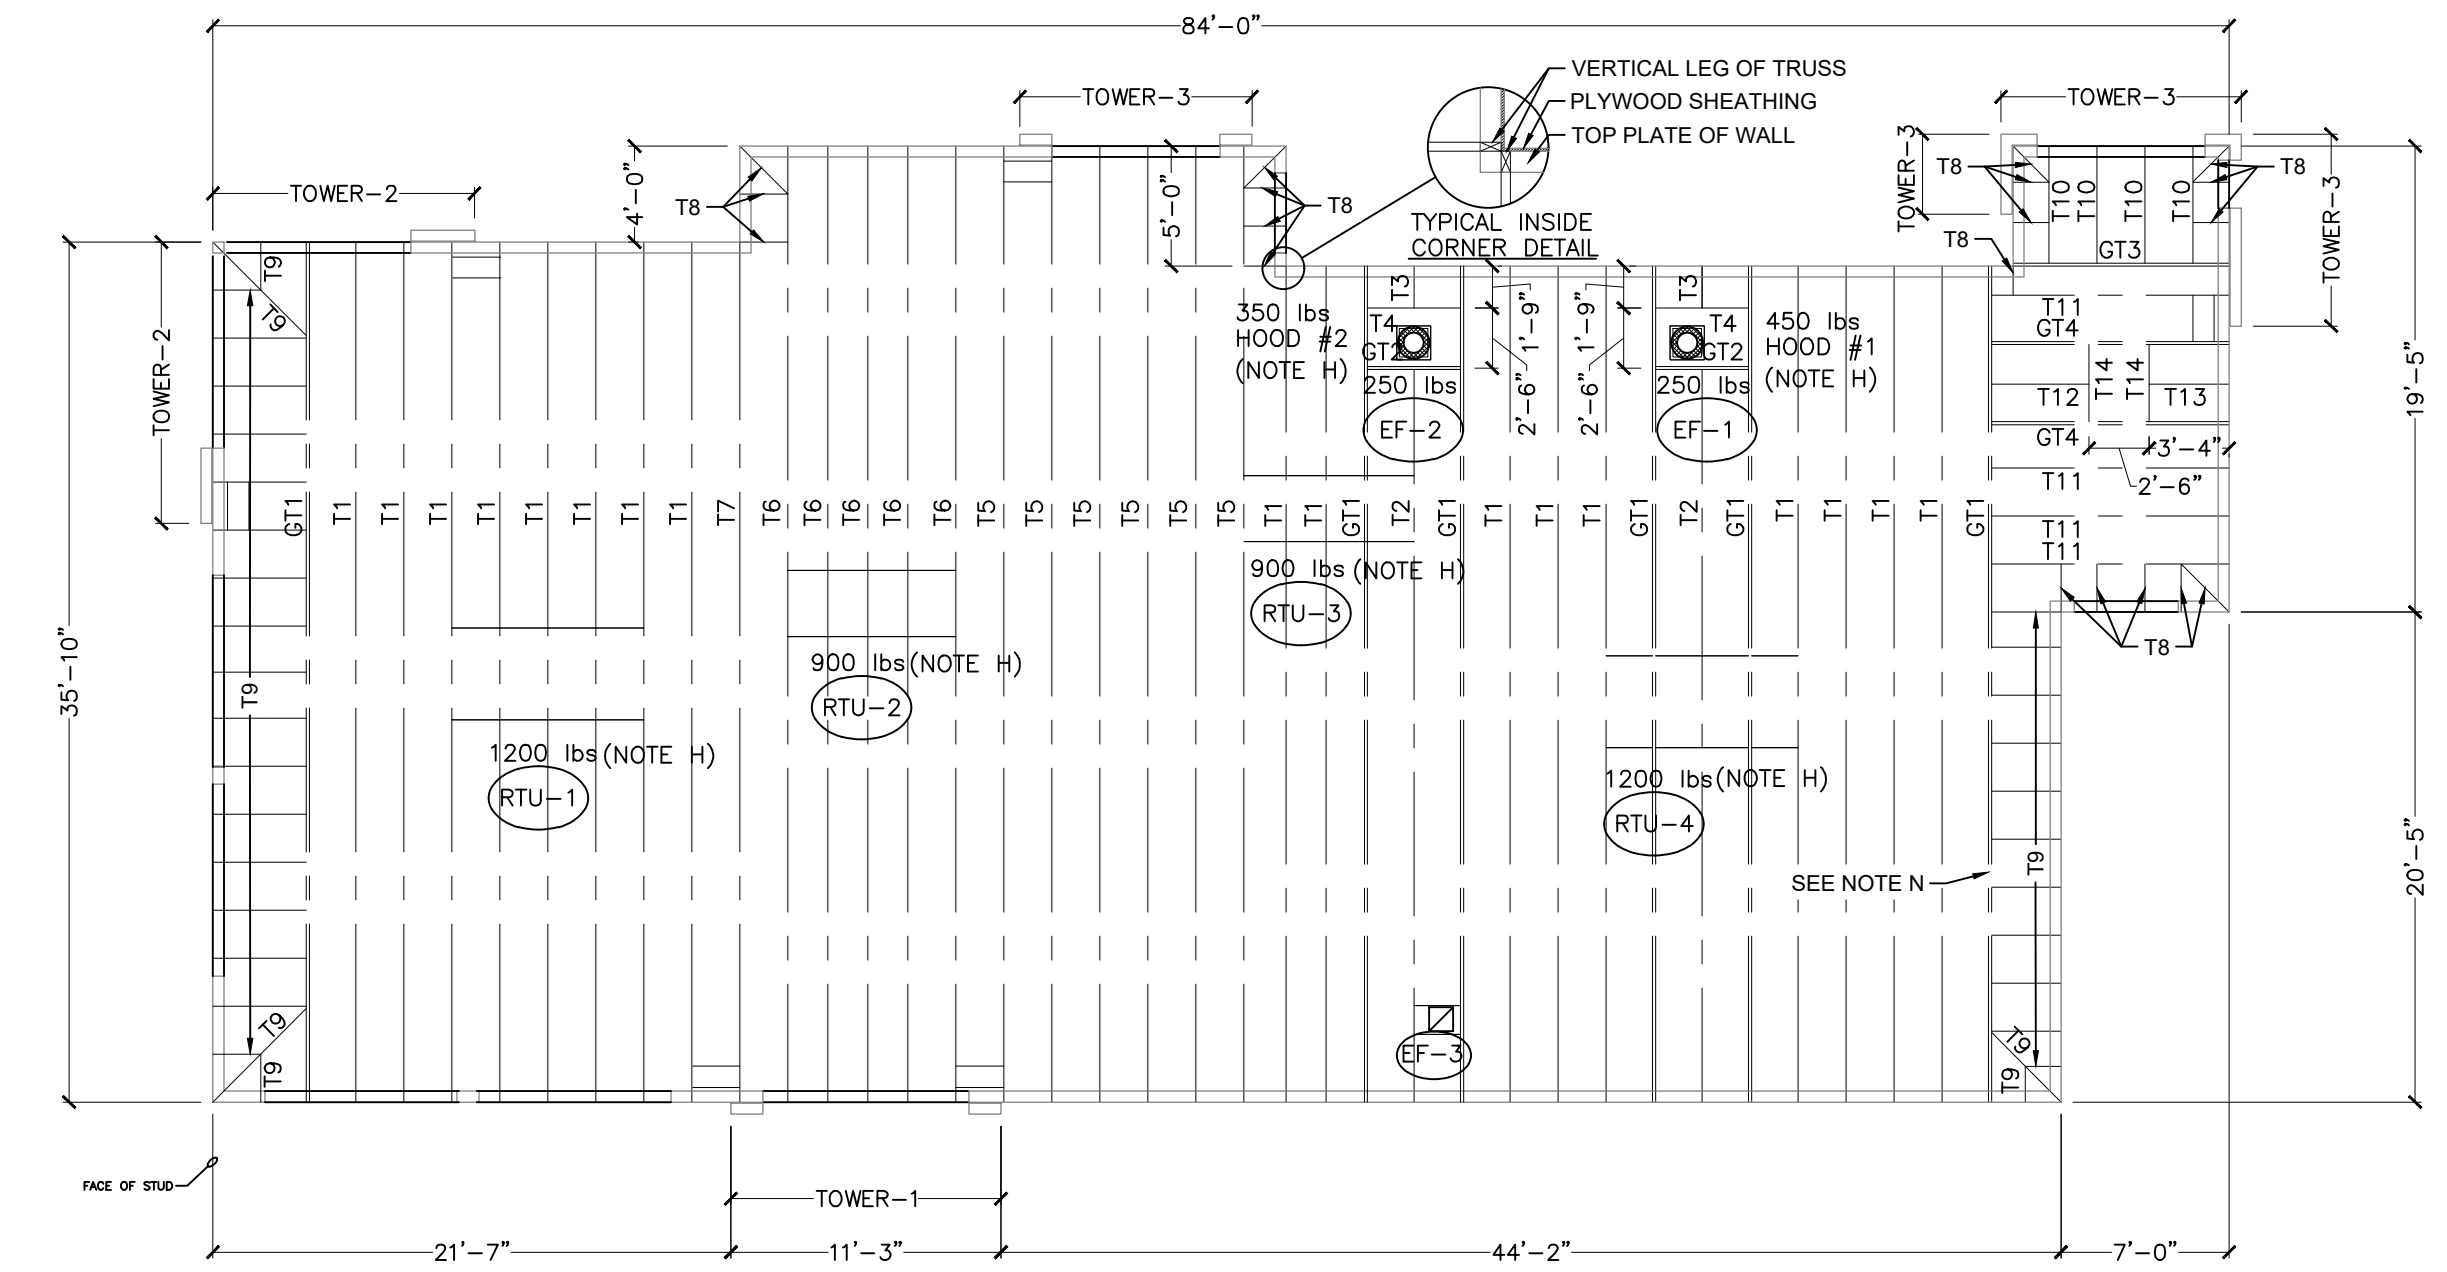 84'-0"
VERTICAL LEG OF TRUSS
PLYWOOD SHEATHING
TOP PLATE OF WALL
TOWER-3
TOWER-3
TOWER-2
4'-0"
T8
5'-0"
T8
TYPICAL INSIDE
CORNER DETAIL
TOWER-3
T8
T8
T8
T10
T10
T10
T10
GT3
TOWER-3
T9
T9
TOWER-2
350 lbs
HOOD #2
(NOTE H)
T3
T4
GT2
250 lbs
EF-2
1'-9"
2'-6"
1'-9"
2'-6"
T3
T4
GT2
250 lbs
EF-1
450 lbs
HOOD #1
(NOTE H)
T11
GT4
T12
T14
T14
T13
GT4
3'-4"
2'-6"
T11
T11
T11
19'-5"
35'-10"
GT1
T1
T1
T1
T1
T1
T1
T1
T1
T7
T6
T6
T6
T6
T6
T5
T5
T5
T5
T5
T5
T1
T1
GT1
T2
GT1
T1
T1
T1
GT1
T2
GT1
T1
T1
T1
T1
GT1
900 lbs (NOTE H)
RTU-3
T8
T9
900 lbs (NOTE H)
RTU-2
1200 lbs (NOTE H)
RTU-1
1200 lbs (NOTE H)
RTU-4
SEE NOTE N
T9
20'-5"
T9
T9
EF-3
T9
T9
FACE OF STUD
TOWER-1
21'-7"
11'-3"
44'-2"
7'-0"